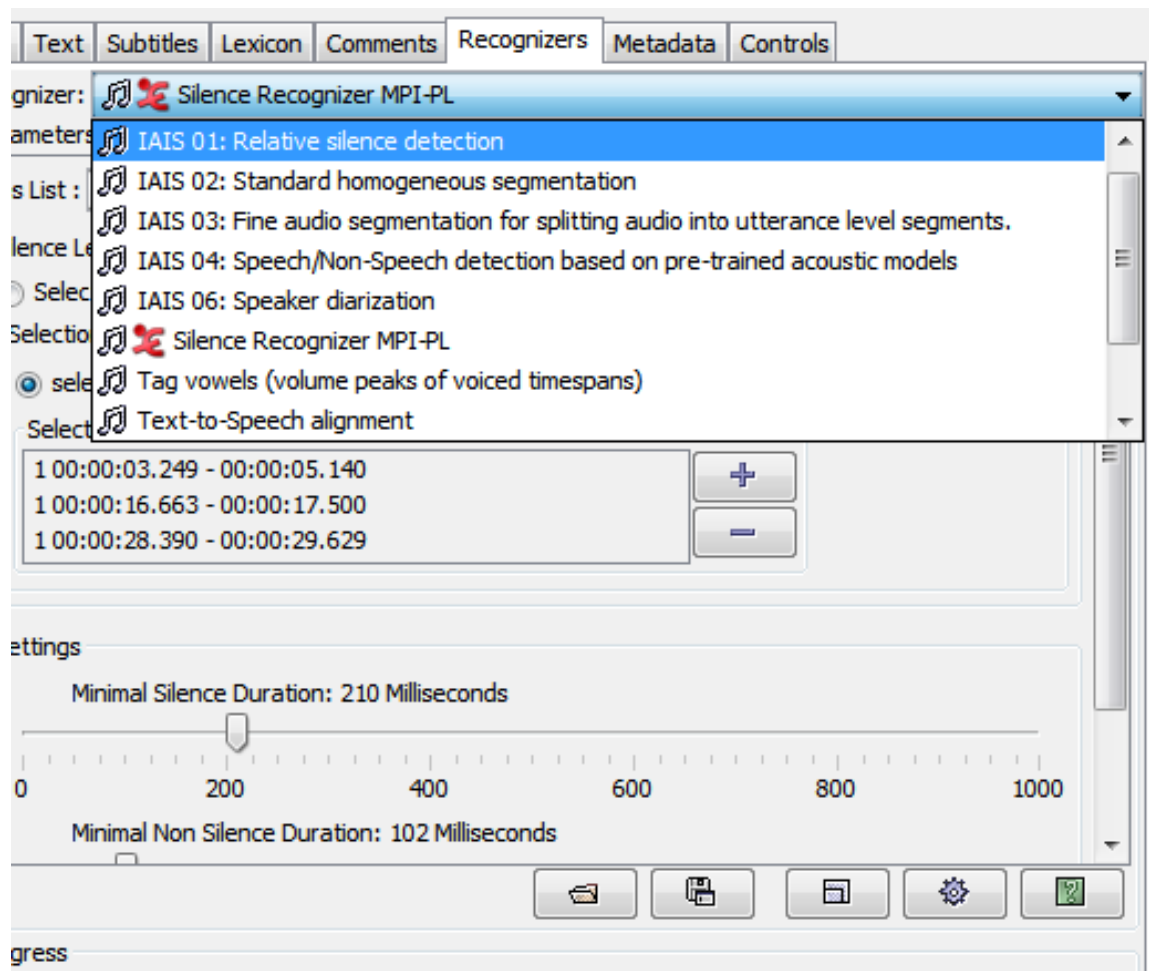 Text Subtitles Lexicon Comments Recognizers Metadata Controls
gnizer: Silence Recognizer MPI-PL
ameters
IAIS 01: Relative silence detection
s List :
IAIS 02: Standard homogeneous segmentation
IAIS 03: Fine audio segmentation for splitting audio into utterance level segments.
lence Le
IAIS 04: Speech/Non-Speech detection based on pre-trained acoustic models
Selec
IAIS 06: Speaker diarization
Selectio
Silence Recognizer MPI-PL
sele
Tag vowels (volume peaks of voiced timespans)
Select
Text-to-Speech alignment
1 00:00:03.249 - 00:00:05.140
1 00:00:16.663 - 00:00:17.500
1 00:00:28.390 - 00:00:29.629
ettings
Minimal Silence Duration: 210 Milliseconds
0 200 400 600 800 1000
Minimal Non Silence Duration: 102 Milliseconds
gress